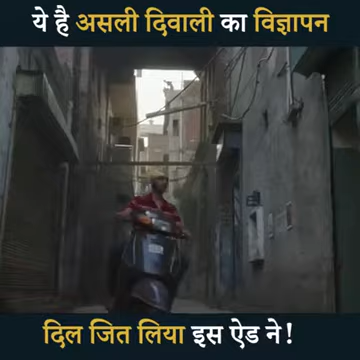 ये है असली दिवाली का विज्ञापन
दिल जित लिया इस ऐड ने!